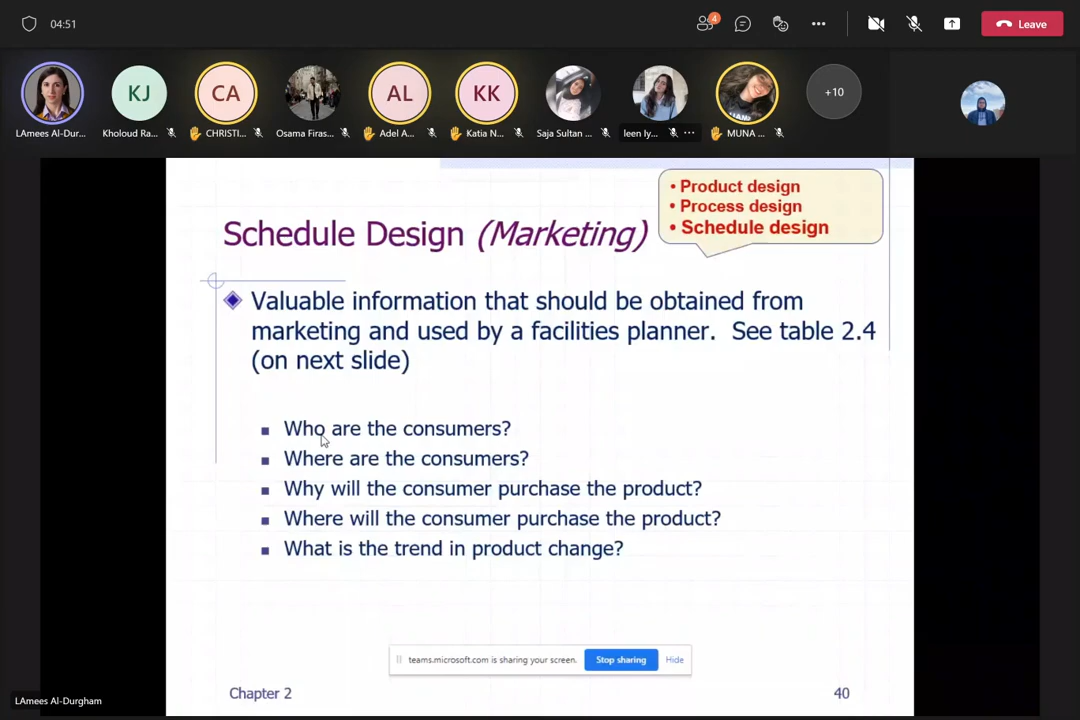 04:51
4
Leave
KJ
CA
AL
KK
+10
LAmees Al-Dur...
Kholoud Ra...
CHRISTI...
Osama Firas...
Adel A...
Katia N...
Saja Sultan ...
leen Iy...
MUNA ...
• Product design
• Process design
• Schedule design
Schedule Design (Marketing)
Valuable information that should be obtained from
marketing and used by a facilities planner. See table 2.4
(on next slide)
Who are the consumers?
Where are the consumers?
Why will the consumer purchase the product?
Where will the consumer purchase the product?
What is the trend in product change?
teams.microsoft.com is sharing your screen.
Stop sharing
Hide
Chapter 2
40
LAmees Al-Durgham